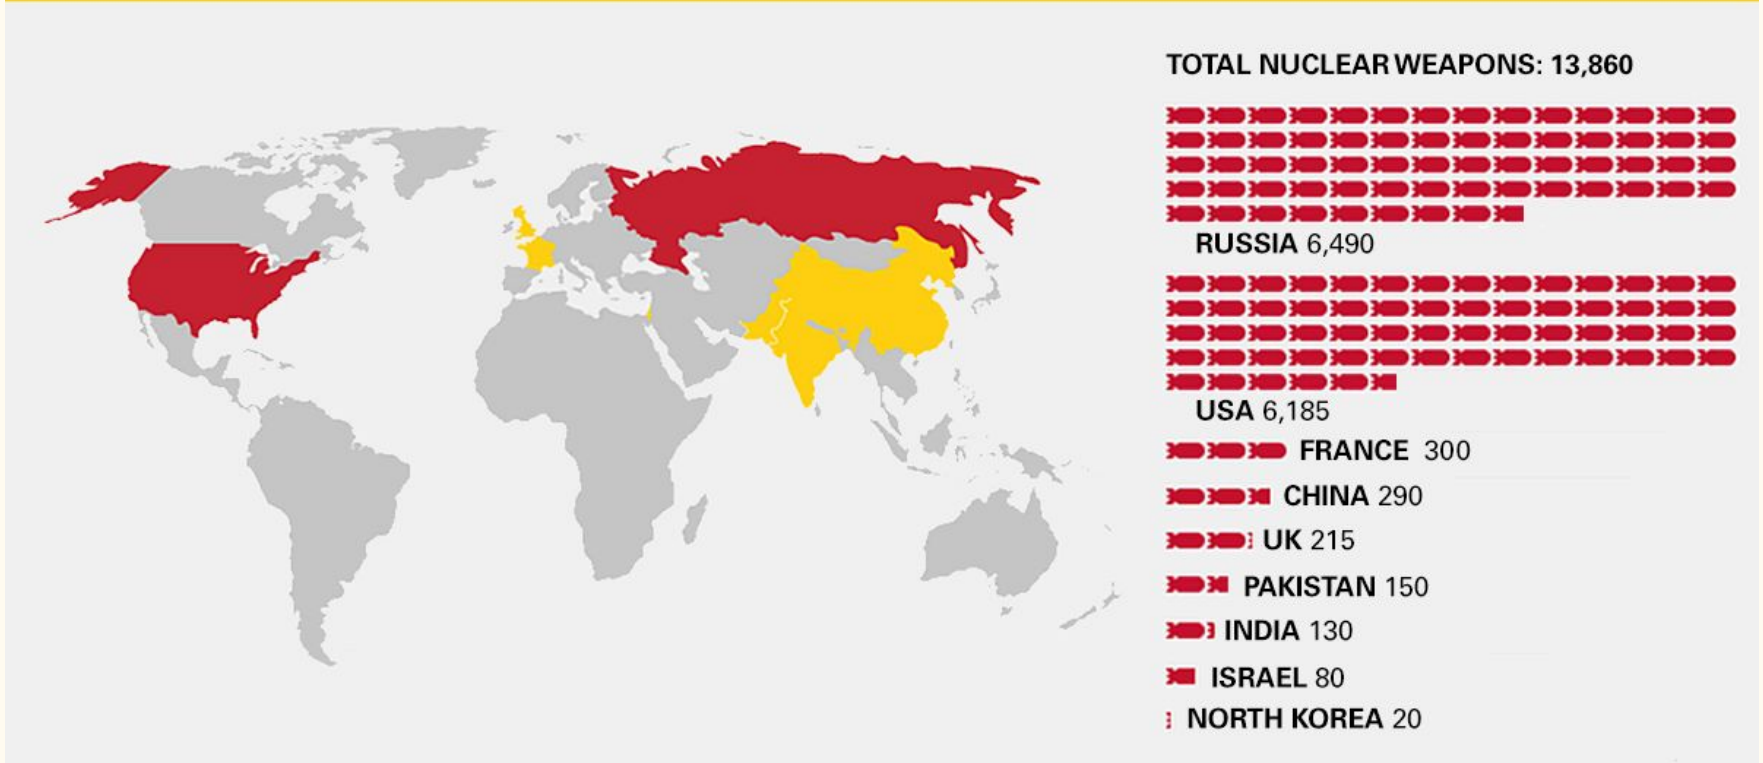 TOTAL NUCLEAR WEAPONS: 13,860
RUSSIA 6,490
USA 6,185
FRANCE 300
CHINA 290
UK 215
PAKISTAN 150
INDIA 130
ISRAEL 80
NORTH KOREA 20